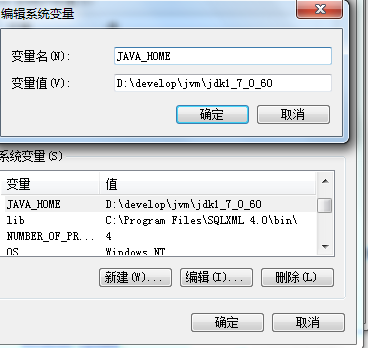 编辑系统变量
变量名(N): JAVA_HOME
变量值(V): D:\develop\jvm\jdk1_7_0_60
确定 取消
系统变量(S)
变量 值
JAVA_HOME D:\develop\jvm\jdk1_7_0_60
lib C:\Program Files\SQLXML 4.0\bin\
NUMBER_OF_PR... 4
OS Windows_NT
新建(W)... 编辑(I)... 删除(L)
确定 取消